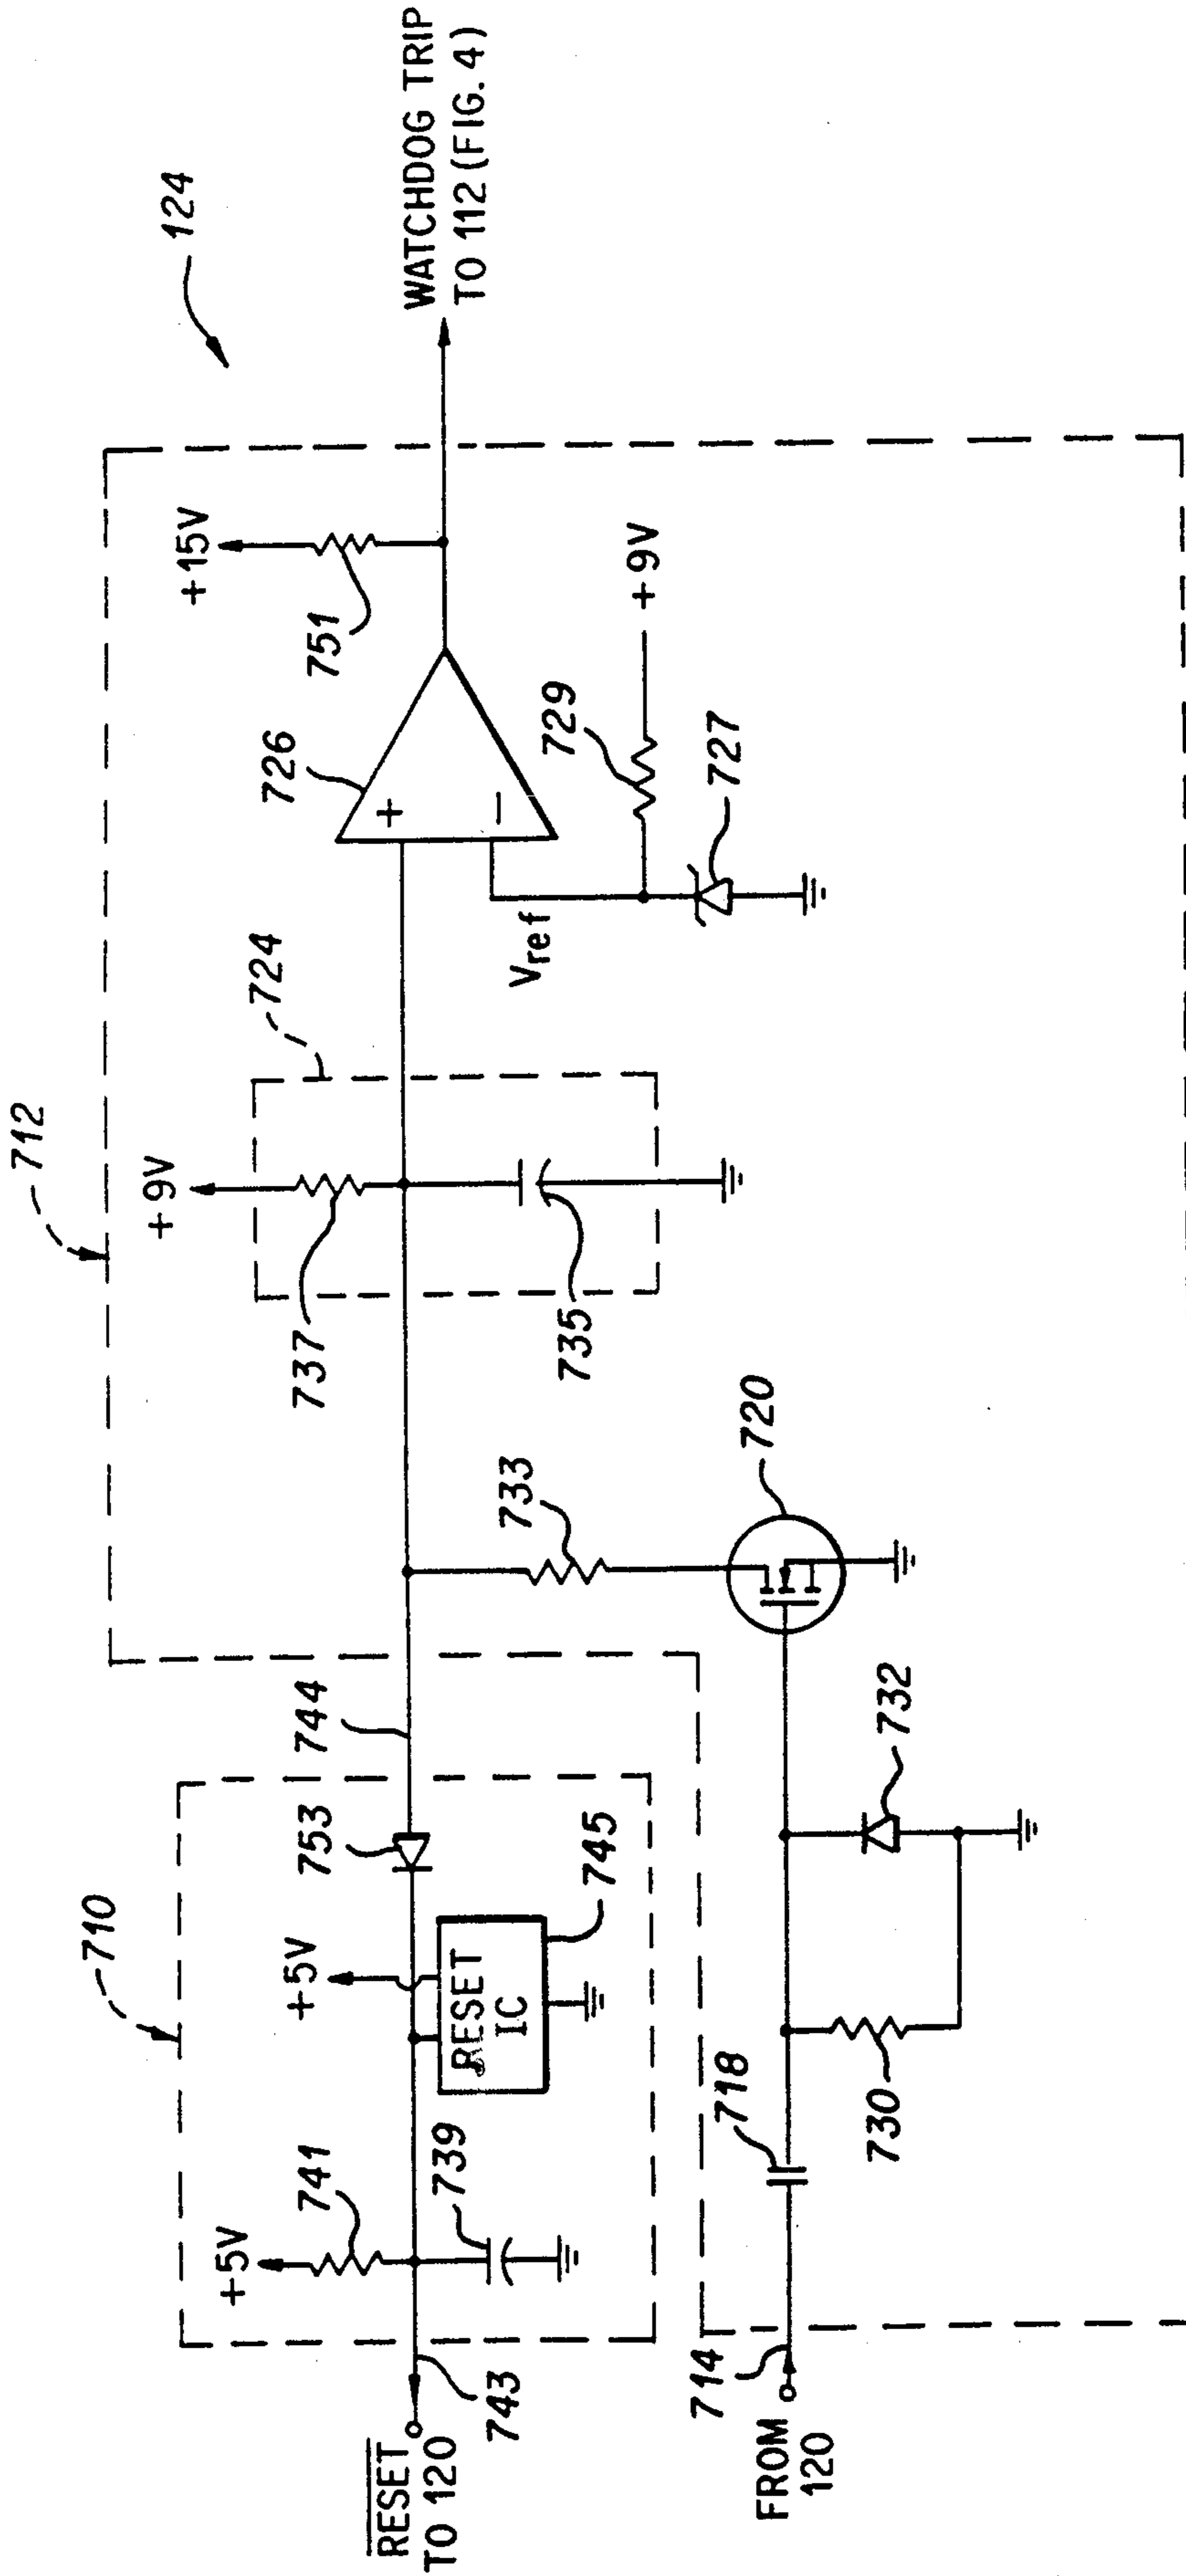 124
712
WATCHDOG TRIP
TO 112 (FIG. 4)
+15V
751
726
+
−
729
+9V
727
Vref
724
+9V
737
735
733
720
744
710
753
+5V
745
RESET
IC
732
741
+5V
739
718
730
743
714
RESET
TO 120
FROM
120